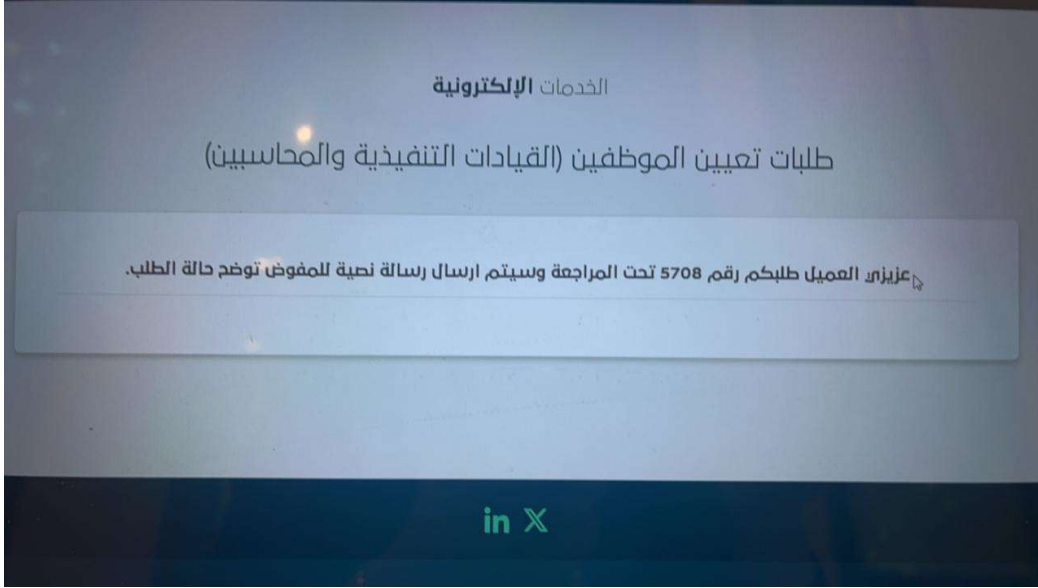 الخدمات الإلكترونية
طلبات تعيين الموظفين (القيادات التنفيذية والمحاسبين)
عزيزي العميل طلبكم رقم 5708 تحت المراجعة وسيتم ارسال رسالة نصية للمفوض توضح حالة الطلب.
in X